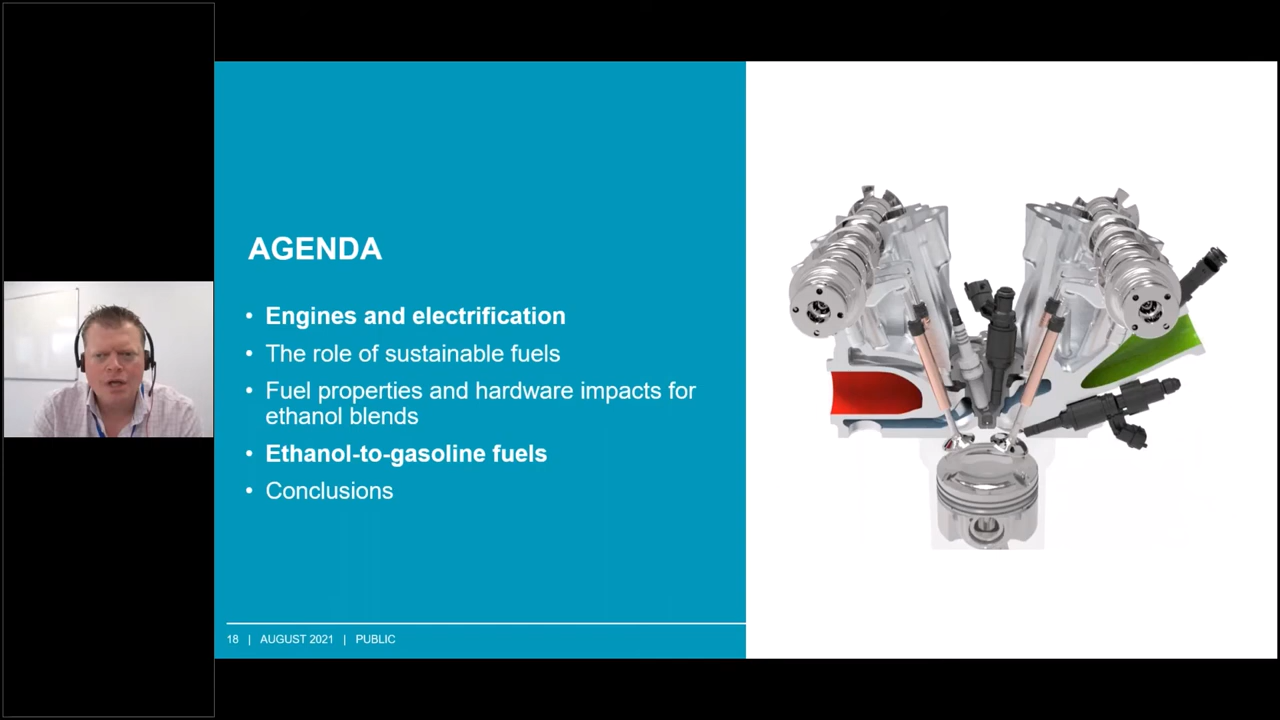 AGENDA
• Engines and electrification
• The role of sustainable fuels
• Fuel properties and hardware impacts for
ethanol blends
• Ethanol-to-gasoline fuels
• Conclusions
18 | AUGUST 2021 | PUBLIC